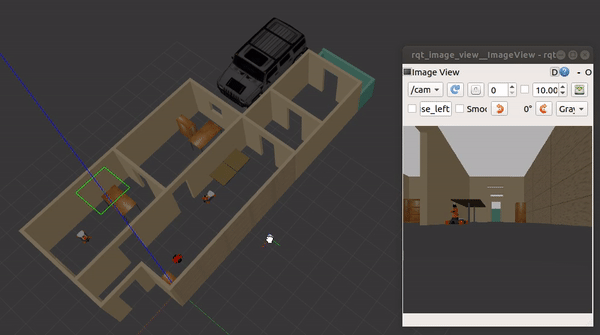 rqt_image_view__ImageView - rqt
Image View
D
- O
/cam
0
10.00
se_left
Smoo
0°
Gray